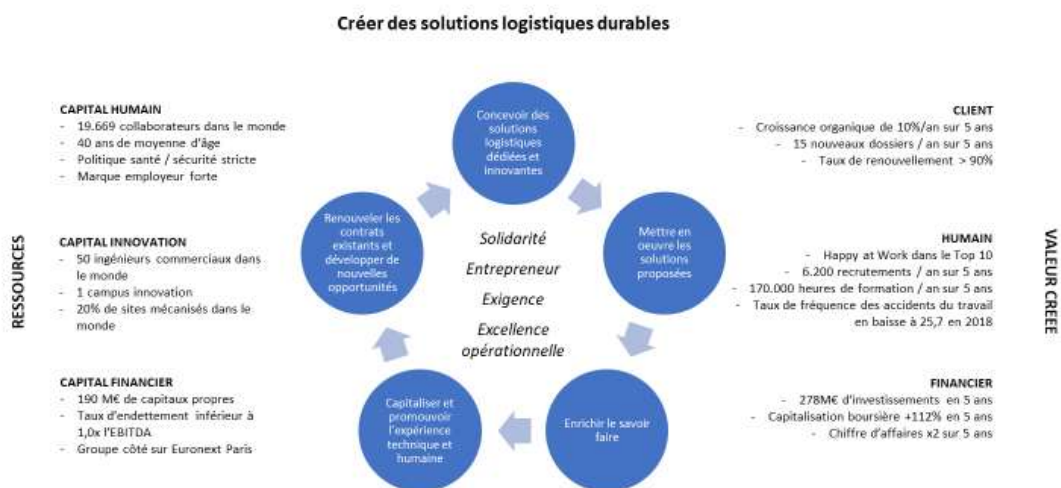 Créer des solutions logistiques durables
RESSOURCES
CAPITAL HUMAIN
- 19.669 collaborateurs dans le monde
- 40 ans de moyenne d'âge
- Politique santé / sécurité stricte
- Marque employeur forte
CAPITAL INNOVATION
- 50 ingénieurs commerciaux dans
le monde
- 1 campus innovation
- 20% de sites mécanisés dans le
monde
CAPITAL FINANCIER
- 190 M€ de capitaux propres
- Taux d'endettement inférieur à
1,0x l'EBITDA
- Groupe côté sur Euronext Paris
Concevoir des
solutions
logistiques
dédiées et
innovantes
Mettre en
oeuvre les
solutions
proposées
Enrichir le savoir
faire
Capitaliser et
promouvoir
l'expérience
technique et
humaine
Renouveler les
contrats
existants et
développer de
nouvelles
opportunités
Solidarité
Entrepreneur
Exigence
Excellence
opérationnelle
CLIENT
- Croissance organique de 10%/an sur 5 ans
- 15 nouveaux dossiers / an sur 5 ans
- Taux de renouvellement > 90%
HUMAIN
- Happy at Work dans le Top 10
- 6.200 recrutements / an sur 5 ans
- 170.000 heures de formation / an sur 5 ans
- Taux de fréquence des accidents du travail
en baisse à 25,7 en 2018
FINANCIER
- 278M€ d'investissements en 5 ans
- Capitalisation boursière +112% en 5 ans
- Chiffre d'affaires x2 sur 5 ans
VALEUR CREEE